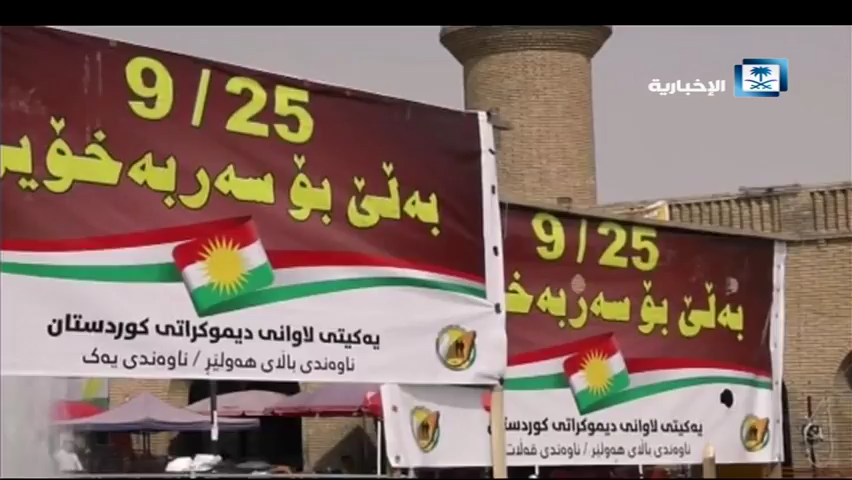 الإخبارية
9/25
بەڵێ بۆ سەربەخۆیی
یەکیتی لاوانی دیموکراتی کوردستان
ناوەندی باڵای هەولێر / ناوەندی یەک
9/25
بەڵێ بۆ
یەکیتی لاوانی دیموکراتی کوردستان
ناوەندی باڵای هەولێر / ناوەندی قەڵات